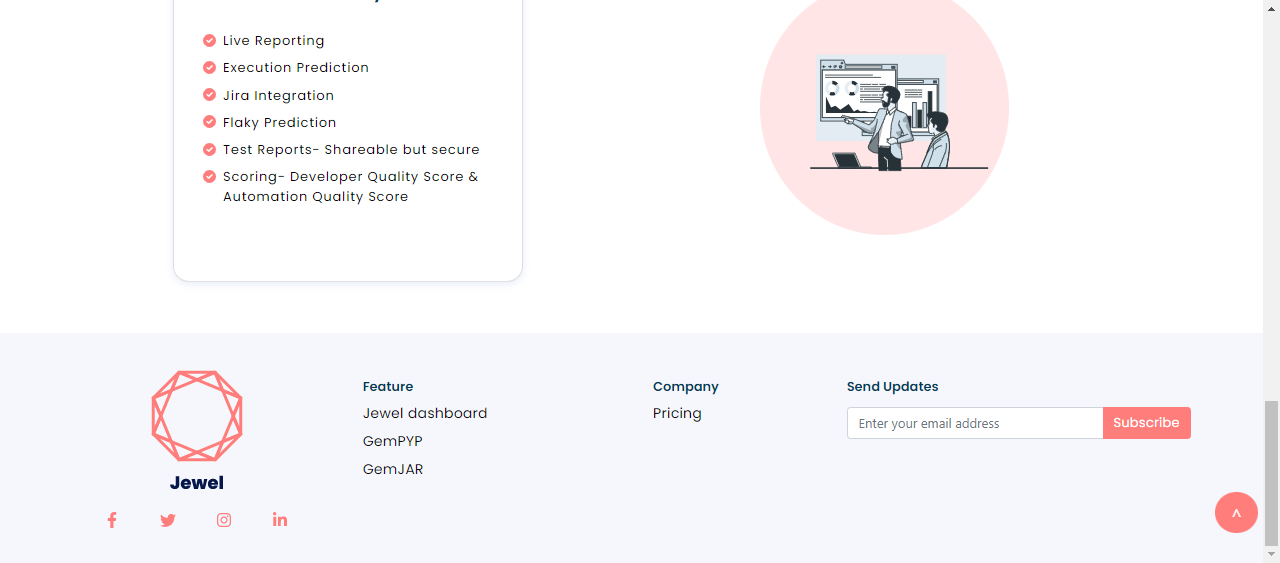 Live Reporting
Execution Prediction
Jira Integration
Flaky Prediction
Test Reports- Shareable but secure
Scoring- Developer Quality Score &
Automation Quality Score
Jewel
Feature
Jewel dashboard
GemPYP
GemJAR
Company
Pricing
Send Updates
Enter your email address
Subscribe